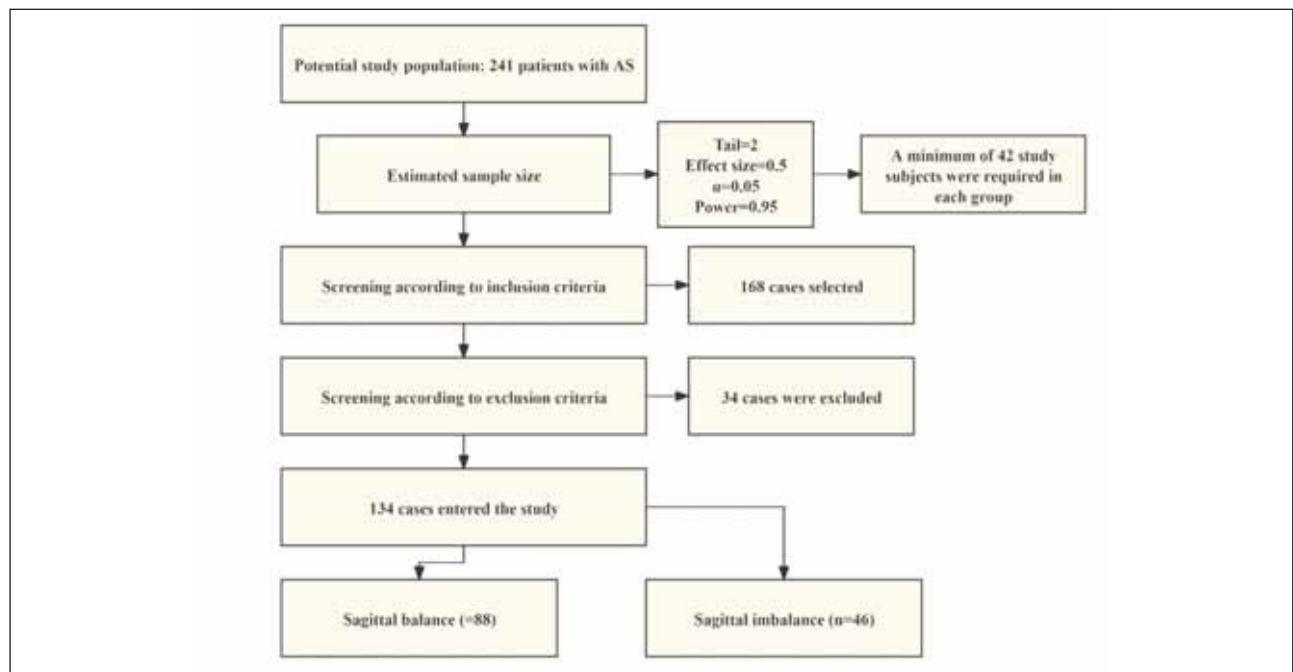 Potential study population: 241 patients with AS
Estimated sample size
Tail=2
Effect size=0.5
α=0.05
Power=0.95
A minimum of 42 study
subjects were required in
each group
Screening according to inclusion criteria
168 cases selected
Screening according to exclusion criteria
34 cases were excluded
134 cases entered the study
Sagittal balance (=88)
Sagittal imbalance (n=46)